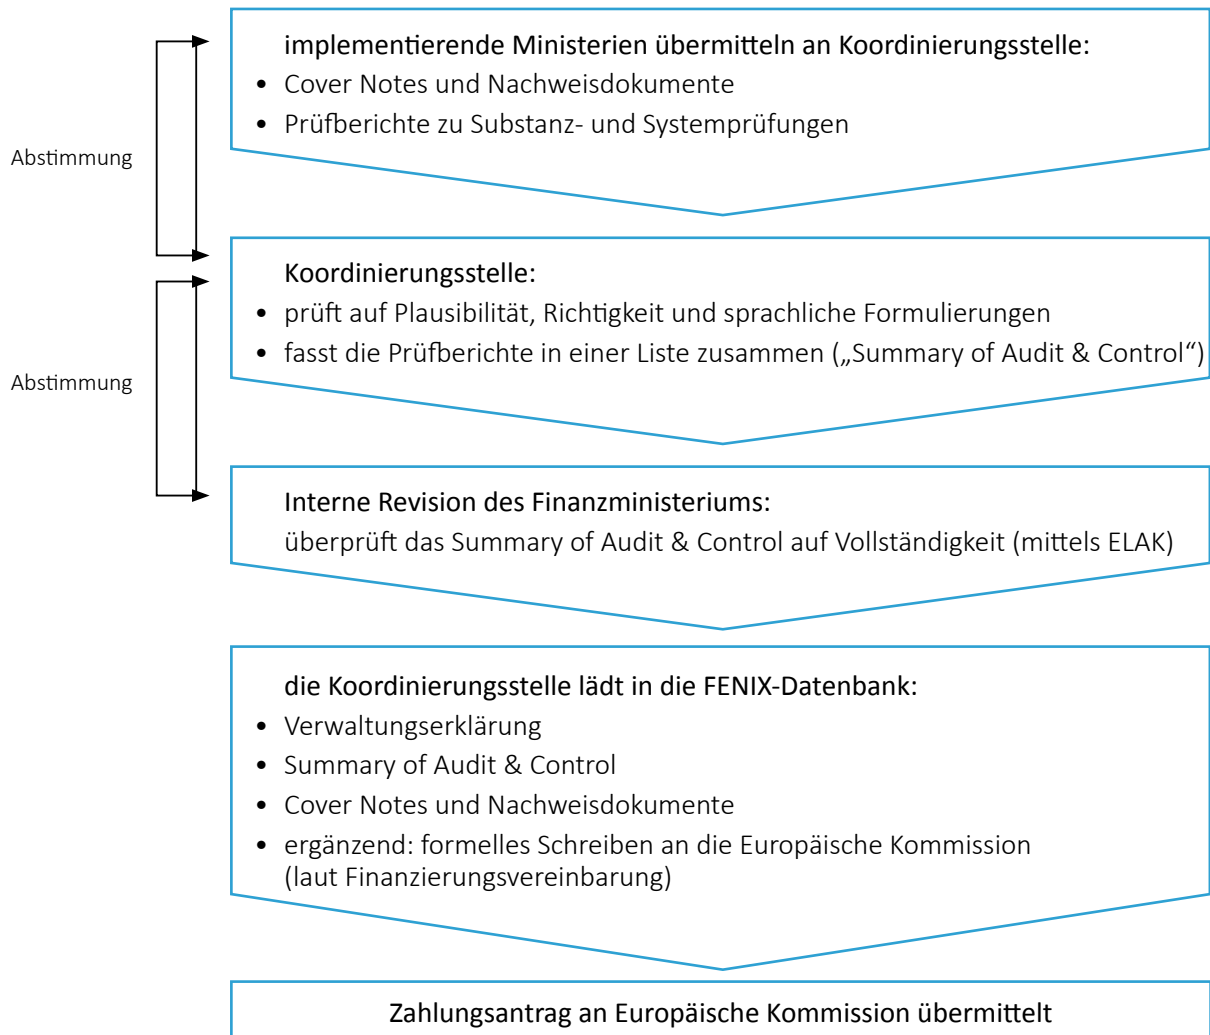 implementierende Ministerien übermitteln an Koordinierungsstelle:
• Cover Notes und Nachweisdokumente
• Prüfberichte zu Substanz- und Systemprüfungen
Abstimmung
Koordinierungsstelle:
• prüft auf Plausibilität, Richtigkeit und sprachliche Formulierungen
• fasst die Prüfberichte in einer Liste zusammen („Summary of Audit & Control“)
Abstimmung
Interne Revision des Finanzministeriums:
überprüft das Summary of Audit & Control auf Vollständigkeit (mittels ELAK)
die Koordinierungsstelle lädt in die FENIX-Datenbank:
• Verwaltungserklärung
• Summary of Audit & Control
• Cover Notes und Nachweisdokumente
• ergänzend: formelles Schreiben an die Europäische Kommission
(laut Finanzierungsvereinbarung)
Zahlungsantrag an Europäische Kommission übermittelt